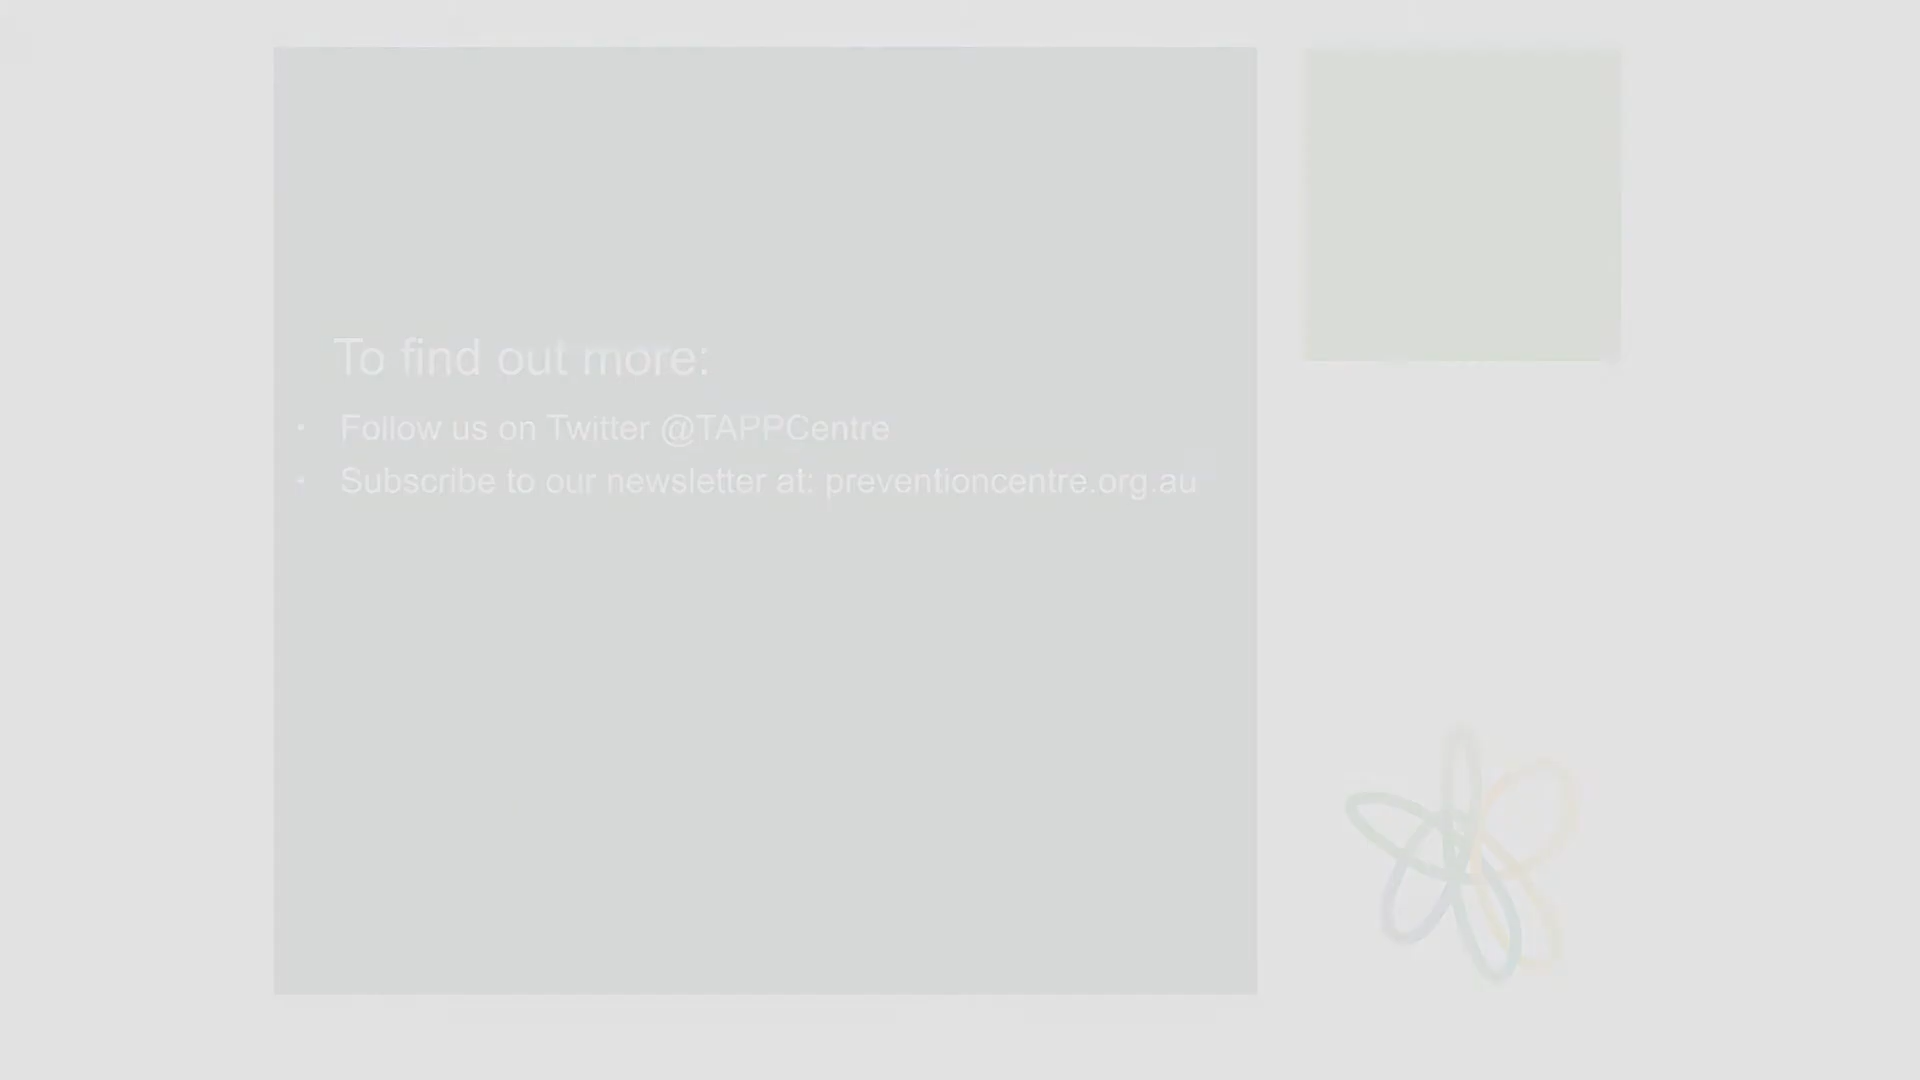 To find out more:
• Follow us on Twitter @TAPPCentre
• Subscribe to our newsletter at: preventioncentre.org.au